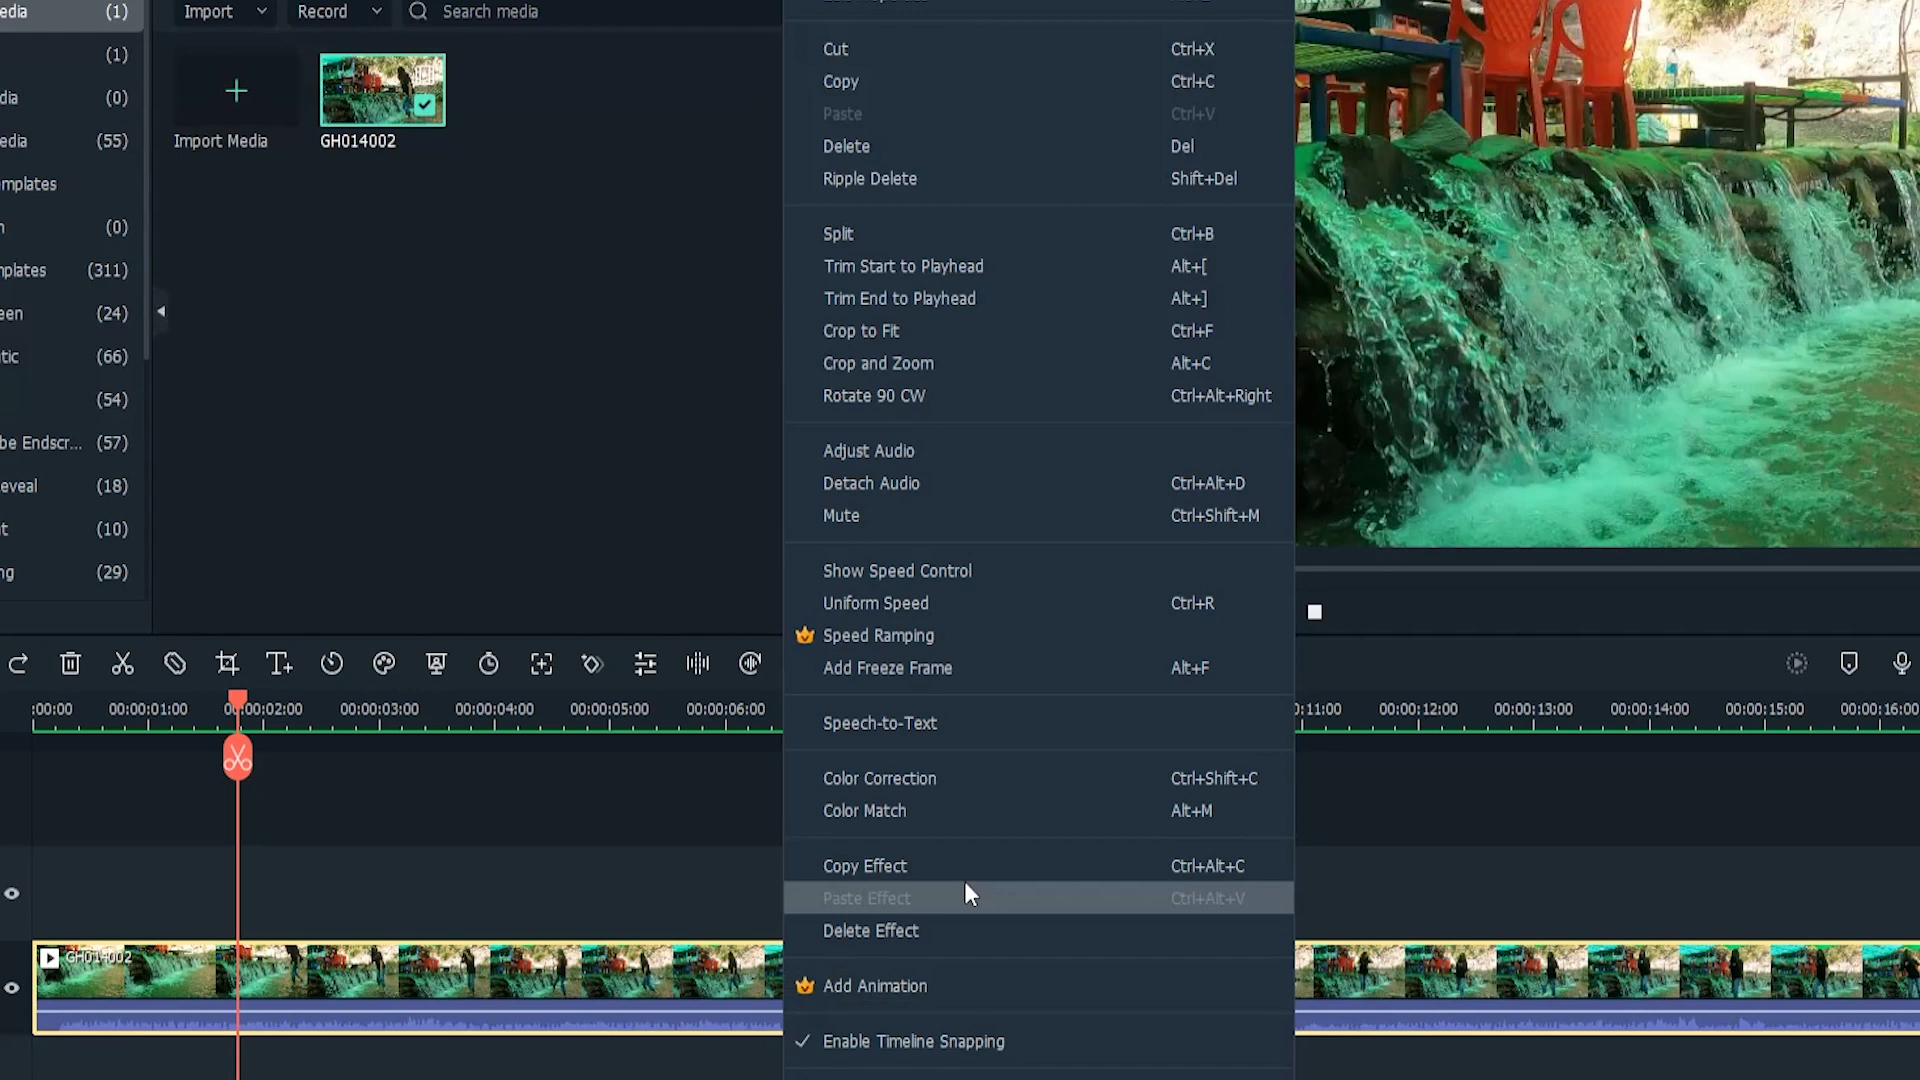 edia (1)
(1)
dia (0)
edia (55)
mplates
n (0)
nplates (311)
een (24)
tic (66)
(54)
be Endscr... (57)
eveal (18)
t (10)
ng (29)
Import Record Search media
Import Media
GH014002
Cut Ctrl+X
Copy Ctrl+C
Paste Ctrl+V
Delete Del
Ripple Delete Shift+Del
Split Ctrl+B
Trim Start to Playhead Alt+[
Trim End to Playhead Alt+]
Crop to Fit Ctrl+F
Crop and Zoom Alt+C
Rotate 90 CW Ctrl+Alt+Right
Adjust Audio
Detach Audio Ctrl+Alt+D
Mute Ctrl+Shift+M
Show Speed Control
Uniform Speed Ctrl+R
Speed Ramping
Add Freeze Frame Alt+F
Speech-to-Text
Color Correction Ctrl+Shift+C
Color Match Alt+M
Copy Effect Ctrl+Alt+C
Paste Effect Ctrl+Alt+V
Delete Effect
Add Animation
Enable Timeline Snapping
:00:00 00:00:01:00 00:00:02:00 00:00:03:00 00:00:04:00 00:00:05:00 00:00:06:00 0:11:00 00:00:12:00 00:00:13:00 00:00:14:00 00:00:15:00 00:00:16:00
GH014002